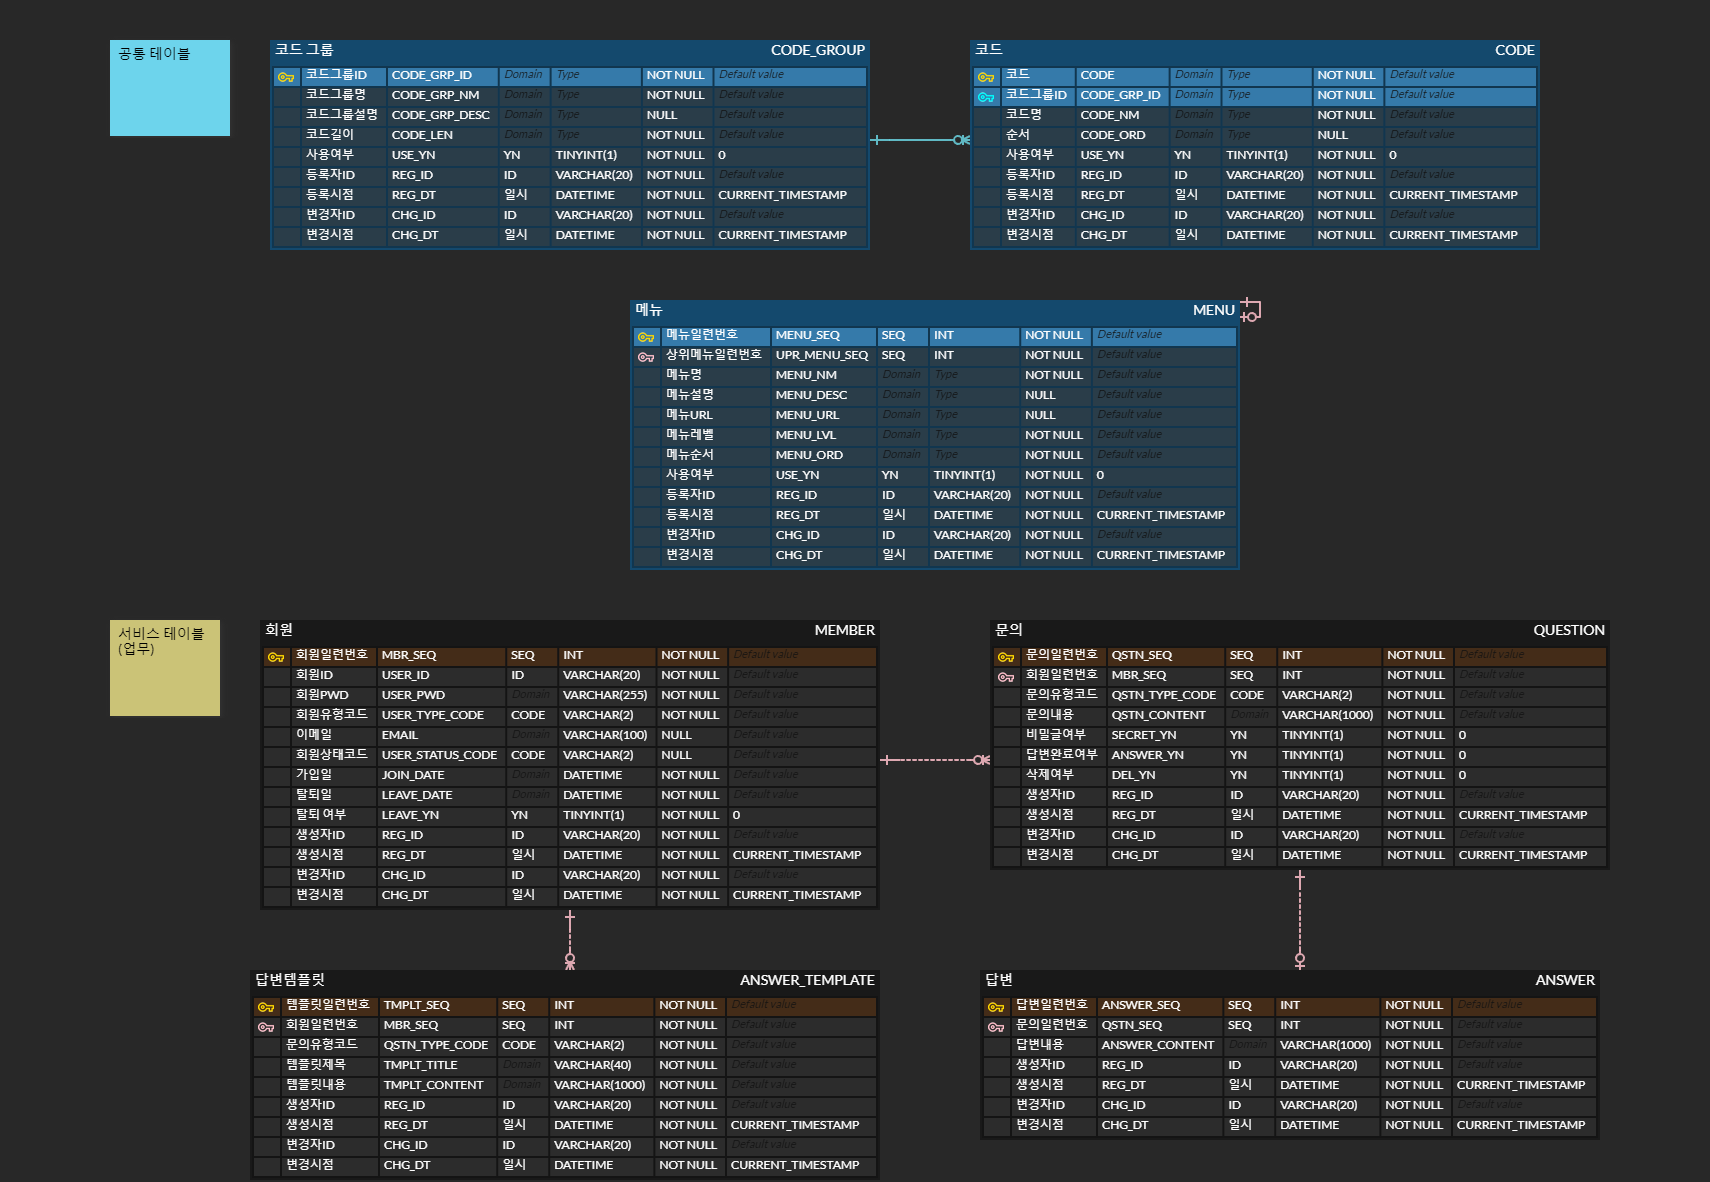 공통 테이블
코드 그룹 CODE_GROUP
코드그룹ID CODE_GRP_ID Domain Type NOT NULL Default value
코드그룹명 CODE_GRP_NM Domain Type NOT NULL Default value
코드그룹설명 CODE_GRP_DESC Domain Type NULL Default value
코드길이 CODE_LEN Domain Type NOT NULL Default value
사용여부 USE_YN YN TINYINT(1) NOT NULL 0
등록자ID REG_ID ID VARCHAR(20) NOT NULL Default value
등록시점 REG_DT 일시 DATETIME NOT NULL CURRENT_TIMESTAMP
변경자ID CHG_ID ID VARCHAR(20) NOT NULL Default value
변경시점 CHG_DT 일시 DATETIME NOT NULL CURRENT_TIMESTAMP
코드 CODE
코드 CODE Domain Type NOT NULL Default value
코드그룹ID CODE_GRP_ID Domain Type NOT NULL Default value
코드명 CODE_NM Domain Type NOT NULL Default value
순서 CODE_ORD Domain Type NULL Default value
사용여부 USE_YN YN TINYINT(1) NOT NULL 0
등록자ID REG_ID ID VARCHAR(20) NOT NULL Default value
등록시점 REG_DT 일시 DATETIME NOT NULL CURRENT_TIMESTAMP
변경자ID CHG_ID ID VARCHAR(20) NOT NULL Default value
변경시점 CHG_DT 일시 DATETIME NOT NULL CURRENT_TIMESTAMP
메뉴 MENU
메뉴일련번호 MENU_SEQ SEQ INT NOT NULL Default value
상위메뉴일련번호 UPR_MENU_SEQ SEQ INT NOT NULL Default value
메뉴명 MENU_NM Domain Type NOT NULL Default value
메뉴설명 MENU_DESC Domain Type NULL Default value
메뉴URL MENU_URL Domain Type NULL Default value
메뉴레벨 MENU_LVL Domain Type NOT NULL Default value
메뉴순서 MENU_ORD Domain Type NOT NULL Default value
사용여부 USE_YN YN TINYINT(1) NOT NULL 0
등록자ID REG_ID ID VARCHAR(20) NOT NULL Default value
등록시점 REG_DT 일시 DATETIME NOT NULL CURRENT_TIMESTAMP
변경자ID CHG_ID ID VARCHAR(20) NOT NULL Default value
변경시점 CHG_DT 일시 DATETIME NOT NULL CURRENT_TIMESTAMP
서비스 테이블
(업무)
회원 MEMBER
회원일련번호 MBR_SEQ SEQ INT NOT NULL Default value
회원ID USER_ID ID VARCHAR(20) NOT NULL Default value
회원PWD USER_PWD Domain VARCHAR(255) NOT NULL Default value
회원유형코드 USER_TYPE_CODE CODE VARCHAR(2) NOT NULL Default value
이메일 EMAIL Domain VARCHAR(100) NULL Default value
회원상태코드 USER_STATUS_CODE CODE VARCHAR(2) NULL Default value
가입일 JOIN_DATE Domain DATETIME NOT NULL Default value
탈퇴일 LEAVE_DATE Domain DATETIME NOT NULL Default value
탈퇴 여부 LEAVE_YN YN TINYINT(1) NOT NULL 0
생성자ID REG_ID ID VARCHAR(20) NOT NULL Default value
생성시점 REG_DT 일시 DATETIME NOT NULL CURRENT_TIMESTAMP
변경자ID CHG_ID ID VARCHAR(20) NOT NULL Default value
변경시점 CHG_DT 일시 DATETIME NOT NULL CURRENT_TIMESTAMP
문의 QUESTION
문의일련번호 QSTN_SEQ SEQ INT NOT NULL Default value
회원일련번호 MBR_SEQ SEQ INT NOT NULL Default value
문의유형코드 QSTN_TYPE_CODE CODE VARCHAR(2) NOT NULL Default value
문의내용 QSTN_CONTENT Domain VARCHAR(1000) NOT NULL Default value
비밀글여부 SECRET_YN YN TINYINT(1) NOT NULL 0
답변완료여부 ANSWER_YN YN TINYINT(1) NOT NULL 0
삭제여부 DEL_YN YN TINYINT(1) NOT NULL 0
생성자ID REG_ID ID VARCHAR(20) NOT NULL Default value
생성시점 REG_DT 일시 DATETIME NOT NULL CURRENT_TIMESTAMP
변경자ID CHG_ID ID VARCHAR(20) NOT NULL Default value
변경시점 CHG_DT 일시 DATETIME NOT NULL CURRENT_TIMESTAMP
답변템플릿 ANSWER_TEMPLATE
템플릿일련번호 TMPLT_SEQ SEQ INT NOT NULL Default value
회원일련번호 MBR_SEQ SEQ INT NOT NULL Default value
문의유형코드 QSTN_TYPE_CODE CODE VARCHAR(2) NOT NULL Default value
템플릿제목 TMPLT_TITLE Domain VARCHAR(40) NOT NULL Default value
템플릿내용 TMPLT_CONTENT Domain VARCHAR(1000) NOT NULL Default value
생성자ID REG_ID ID VARCHAR(20) NOT NULL Default value
생성시점 REG_DT 일시 DATETIME NOT NULL CURRENT_TIMESTAMP
변경자ID CHG_ID ID VARCHAR(20) NOT NULL Default value
변경시점 CHG_DT 일시 DATETIME NOT NULL CURRENT_TIMESTAMP
답변 ANSWER
답변일련번호 ANSWER_SEQ SEQ INT NOT NULL Default value
문의일련번호 QSTN_SEQ SEQ INT NOT NULL Default value
답변내용 ANSWER_CONTENT Domain VARCHAR(1000) NOT NULL Default value
생성자ID REG_ID ID VARCHAR(20) NOT NULL Default value
생성시점 REG_DT 일시 DATETIME NOT NULL CURRENT_TIMESTAMP
변경자ID CHG_ID ID VARCHAR(20) NOT NULL Default value
변경시점 CHG_DT 일시 DATETIME NOT NULL CURRENT_TIMESTAMP